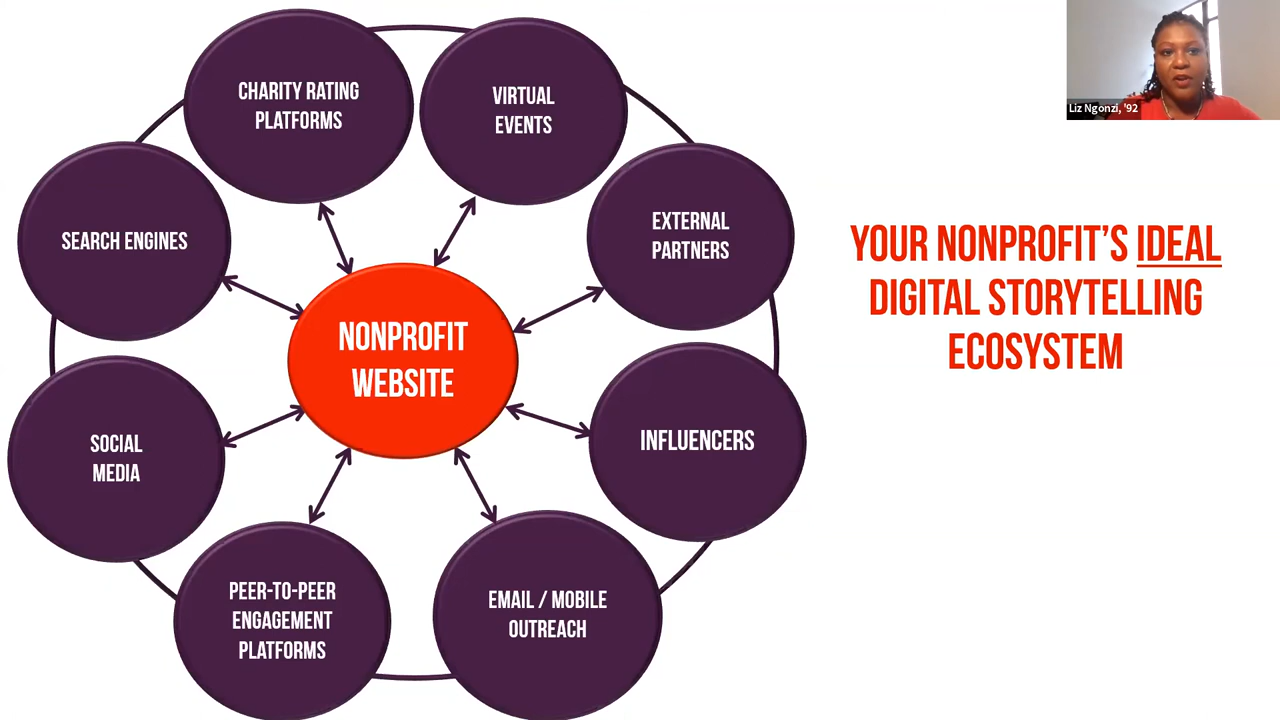 CHARITY RATING
PLATFORMS
VIRTUAL
EVENTS
Liz Ngonzi, '92
SEARCH ENGINES
EXTERNAL
PARTNERS
YOUR NONPROFIT'S IDEAL
DIGITAL STORYTELLING
ECOSYSTEM
NONPROFIT
WEBSITE
SOCIAL
MEDIA
INFLUENCERS
PEER-TO-PEER
ENGAGEMENT
PLATFORMS
EMAIL / MOBILE
OUTREACH